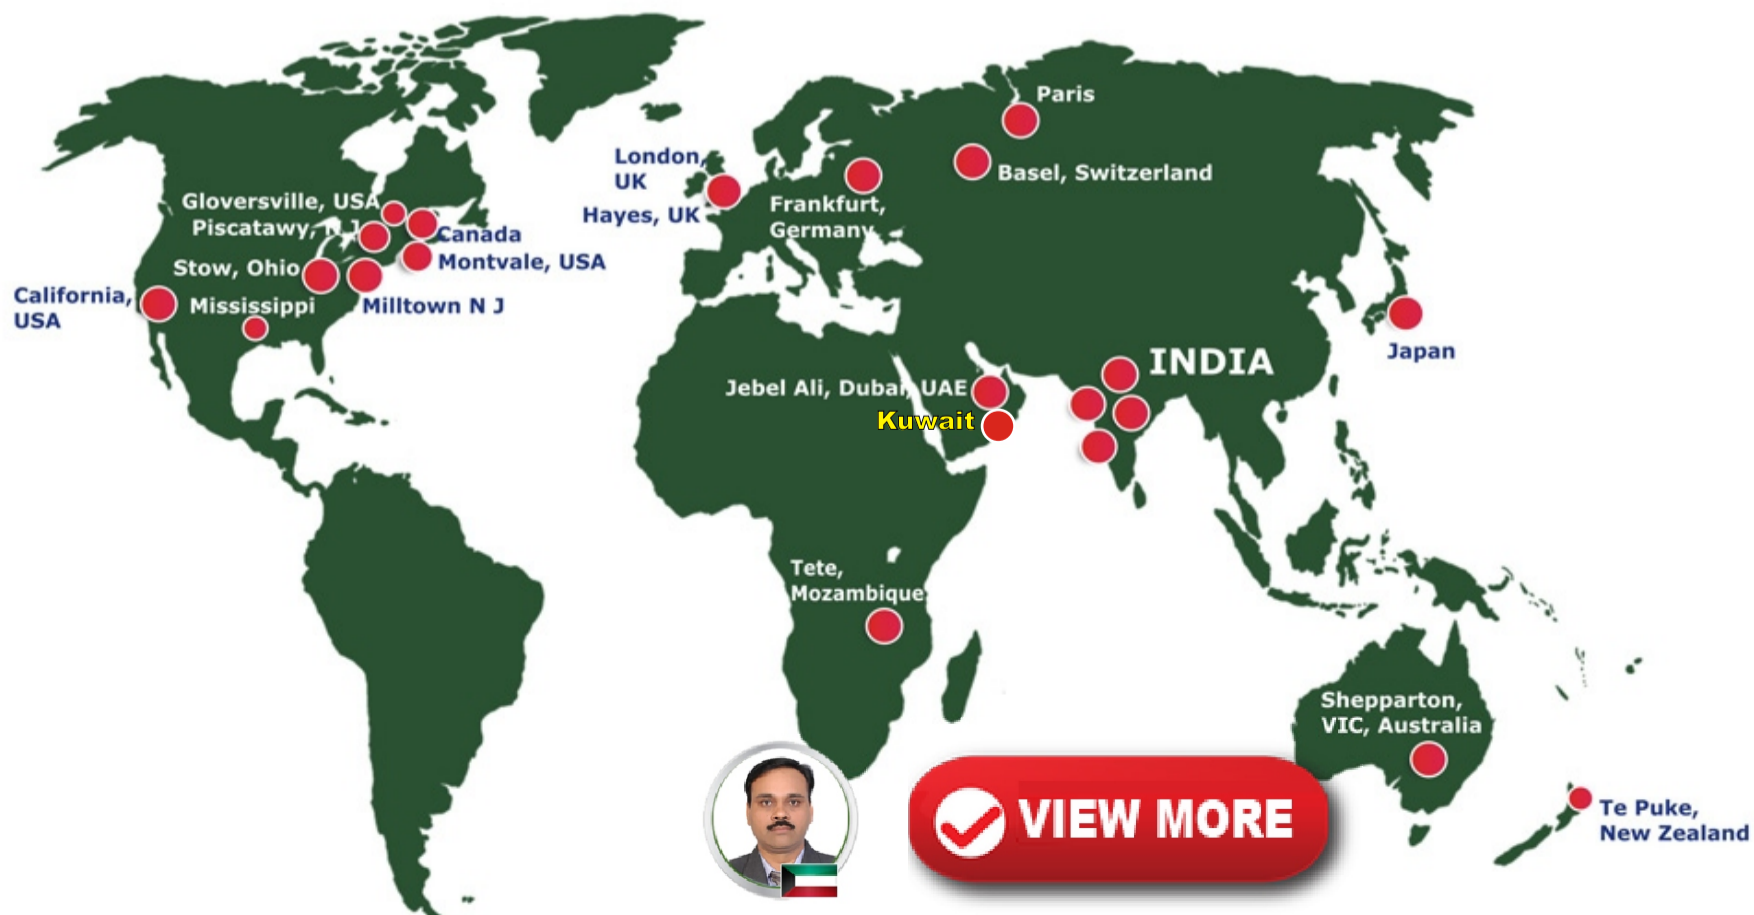 Paris
London,
UK
Basel, Switzerland
Gloversville, USA
Frankfurt,
Germany
Hayes, UK
Piscatawy, N J
Canada
Montvale, USA
Stow, Ohio
California,
USA
Mississippi
Milltown N J
Japan
INDIA
Jebel Ali, Dubai, UAE
Kuwait
Tete,
Mozambique
Shepparton,
VIC, Australia
VIEW MORE
Te Puke,
New Zealand